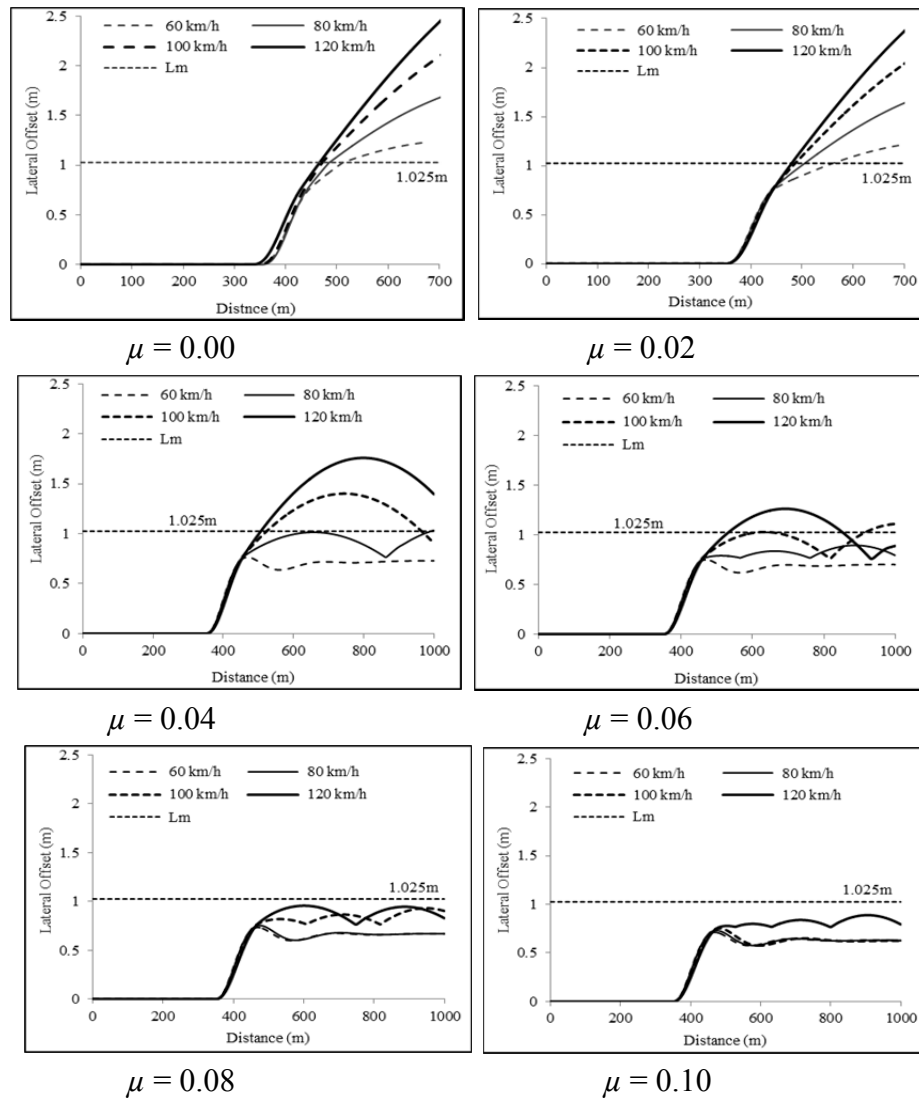 2.5
2
1.5
1
0.5
0
Lateral Offset (m)
60 km/h
80 km/h
100 km/h
120 km/h
Lm
1.025m
0 100 200 300 400 500 600 700
Distnce (m)
μ = 0.00
2.5
2
1.5
1
0.5
0
Lateral Offset (m)
60 km/h
80 km/h
100 km/h
120 km/h
Lm
1.025m
0 100 200 300 400 500 600 700
Distance (m)
μ = 0.02
2.5
2
1.5
1
0.5
0
Lateral Offset (m)
60 km/h
80 km/h
100 km/h
120 km/h
Lm
1.025m
0 200 400 600 800 1000
Distance (m)
μ = 0.04
2.5
2
1.5
1
0.5
0
Lateral Offset (m)
60 km/h
80 km/h
100 km/h
120 km/h
Lm
1.025m
0 200 400 600 800 1000
Distance (m)
μ = 0.06
2.5
2
1.5
1
0.5
0
Lateral Offset (m)
60 km/h
80 km/h
100 km/h
120 km/h
Lm
1.025m
0 200 400 600 800 1000
Distance (m)
μ = 0.08
2.5
2
1.5
1
0.5
0
Lateral Offset (m)
60 km/h
80 km/h
100 km/h
120 km/h
Lm
1.025m
0 200 400 600 800 1000
Distance (m)
μ = 0.10